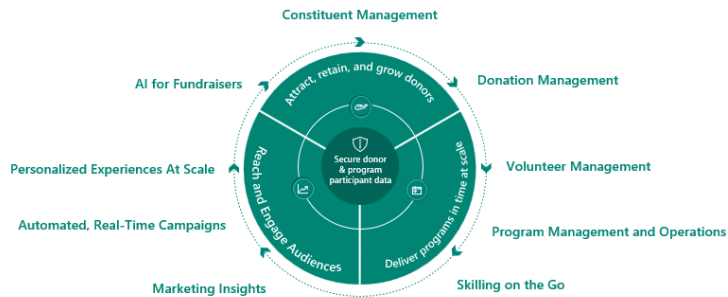 Constituent Management
AI for Fundraisers
Attract, retain, and grow donors
Donation Management
Personalized Experiences At Scale
Reach and Engage Audiences
Secure donor
& program
participant data
Deliver programs in time at scale
Volunteer Management
Automated, Real-Time Campaigns
Program Management and Operations
Marketing Insights
Skilling on the Go